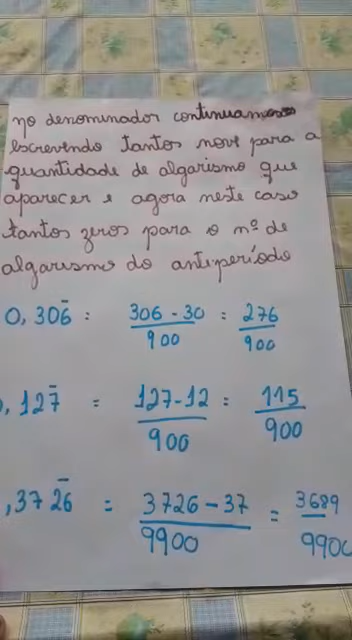 no denominador continuamos
escrevendo tantos nove para a
quantidade de algarismo que
aparecer e agora neste caso
tantos zeros para o nº de
algarismo do antiperíodo
0,306̄ = 306 - 30 / 900 = 276 / 900
,127̄ = 127 - 12 / 900 = 115 / 900
,3726̄ = 3726 - 37 / 9900 = 3689 / 9900